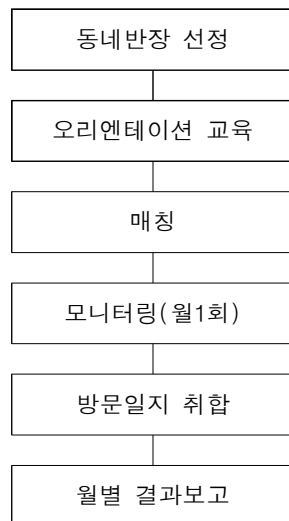 동네반장 선정
오리엔테이션 교육
매칭
모니터링(월1회)
방문일지 취합
월별 결과보고